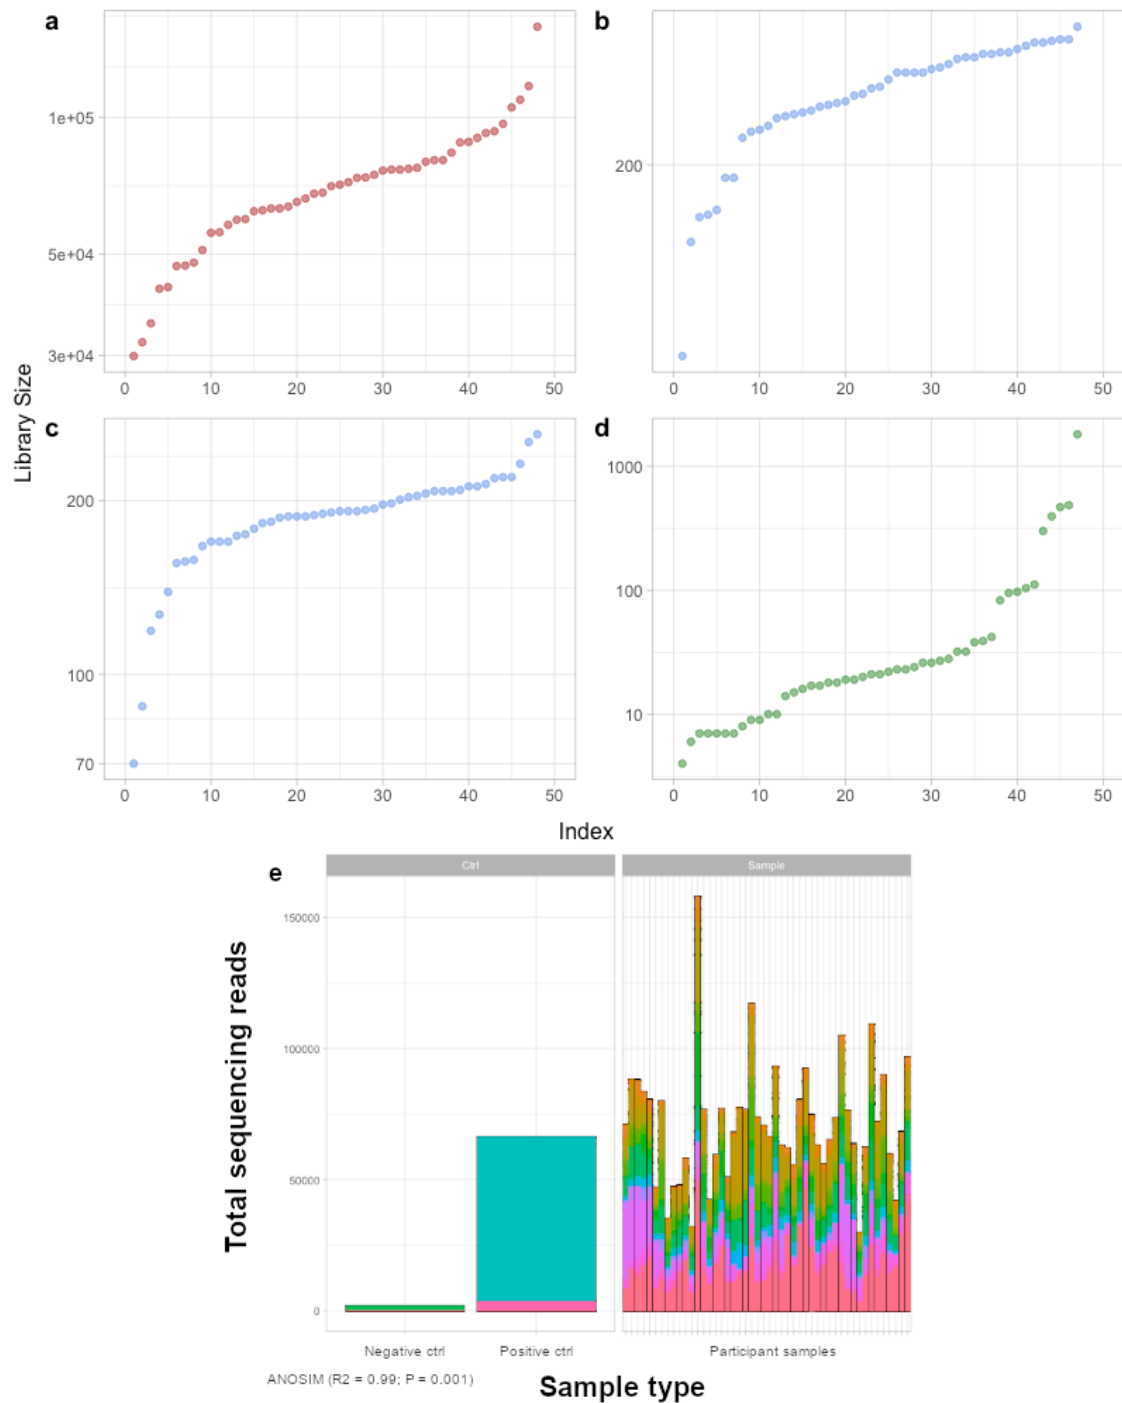 a
b
1e+05
5e+04
3e+04
0 10 20 30 40 50
200
0 10 20 30 40 50
Library Size
c
d
200
100
70
0 10 20 30 40 50
1000
100
10
0 10 20 30 40 50
Index
e
Ctrl
Sample
150000
100000
50000
0
Total sequencing reads
Negative ctrl
Positive ctrl
Participant samples
ANOSIM (R2 = 0.99; P = 0.001)
Sample type